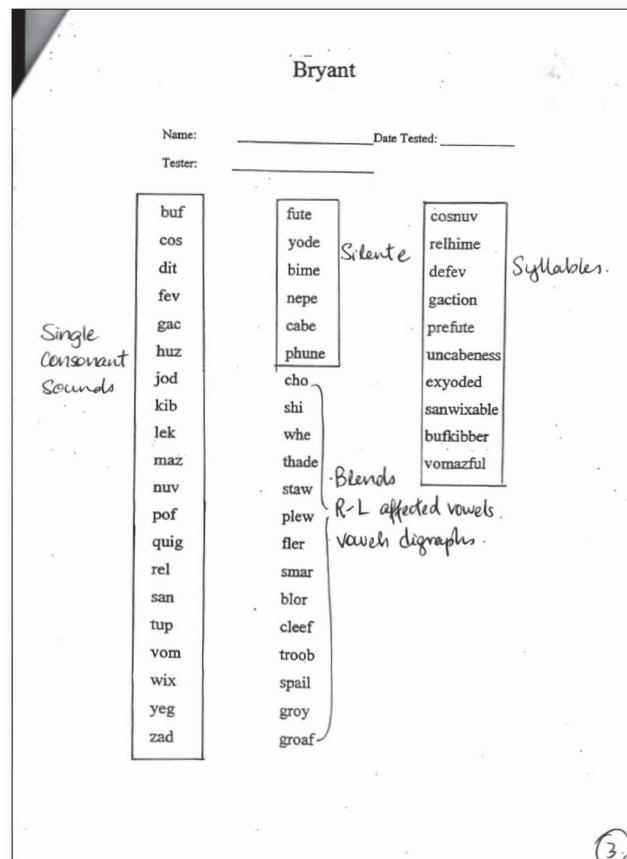 Bryant
Name: Date Tested:
Tester:
Single
Consonant
Sounds
buf
cos
dit
fev
gac
huz
jod
kib
lek
maz
nuv
pof
quig
rel
san
tup
vom
wix
yeg
zad
fute
yode
bime
nepe
cabe
phune
Silent e
cho
shi
whe
thade
staw
plew
fler
smar
blor
cleef
troob
spail
groy
groaf
Blends
R-L affected vowels.
vowels digraphs.
cosnuv
relhime
defev
gaction
prefute
uncabeness
exyoded
sanwixable
bufkibber
vomazful
Syllables.
3.